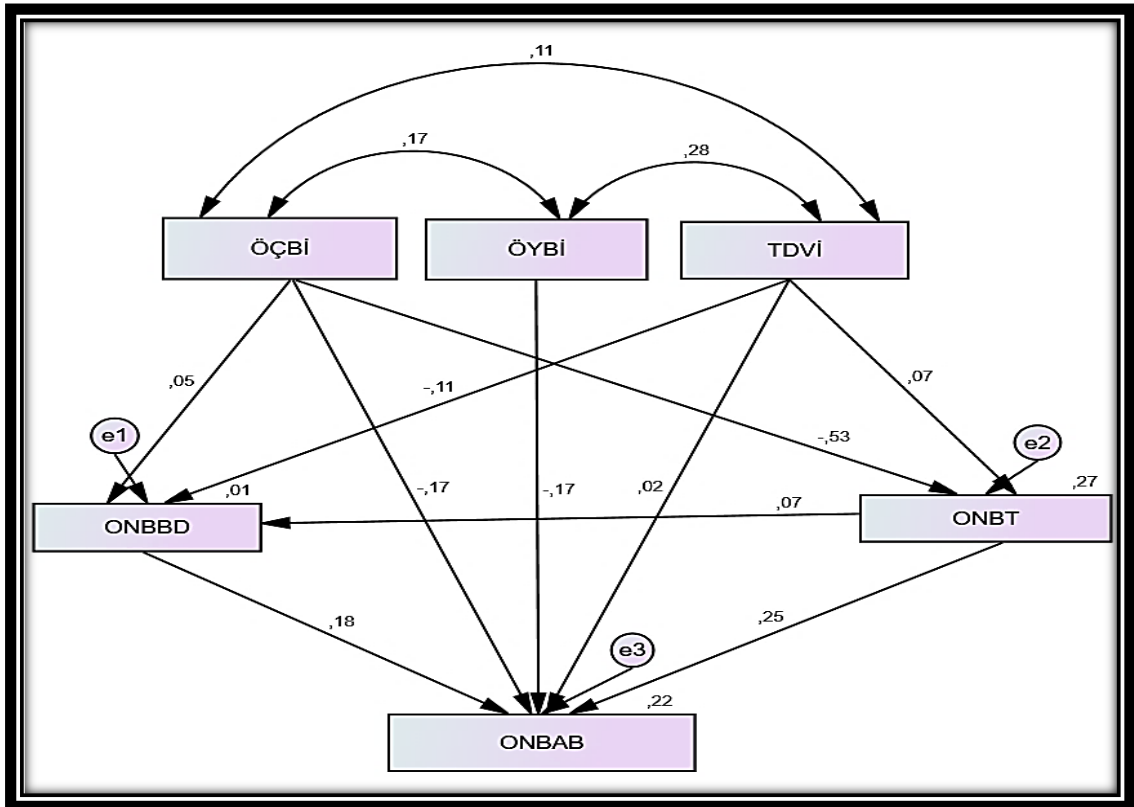 ,11
,17
,28
ÖÇBİ
ÖYBİ
TDVİ
,05
-,11
,07
-,53
e1
e2
,01
-,17
-,17
,02
,07
,27
ONBBD
ONBT
,18
,25
e3
,22
ONBAB